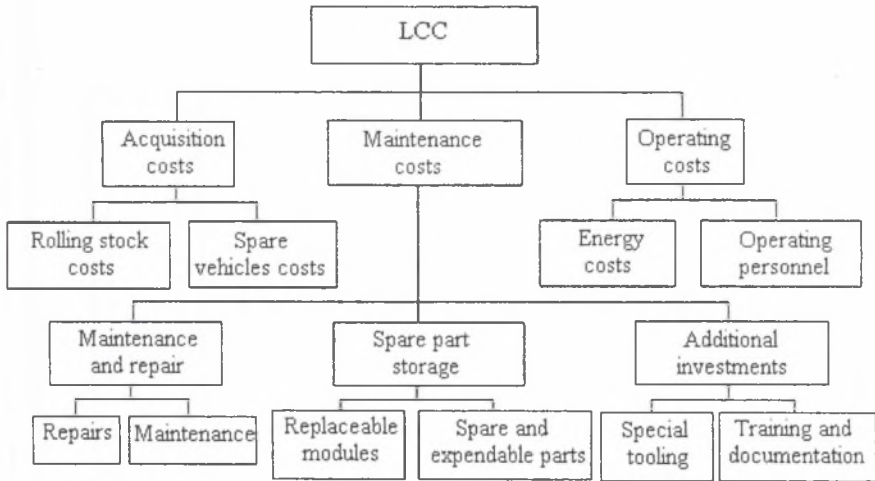 LCC
Acquisition
costs
Maintenance
costs
Operating
costs
Rolling stock
costs
Spare
vehicles costs
Energy
costs
Operating
personnel
Maintenance
and repair
Spare part
storage
Additional
investments
Repairs
Maintenance
Replaceable
modules
Spare and
expendable parts
Special
tooling
Training and
documentation